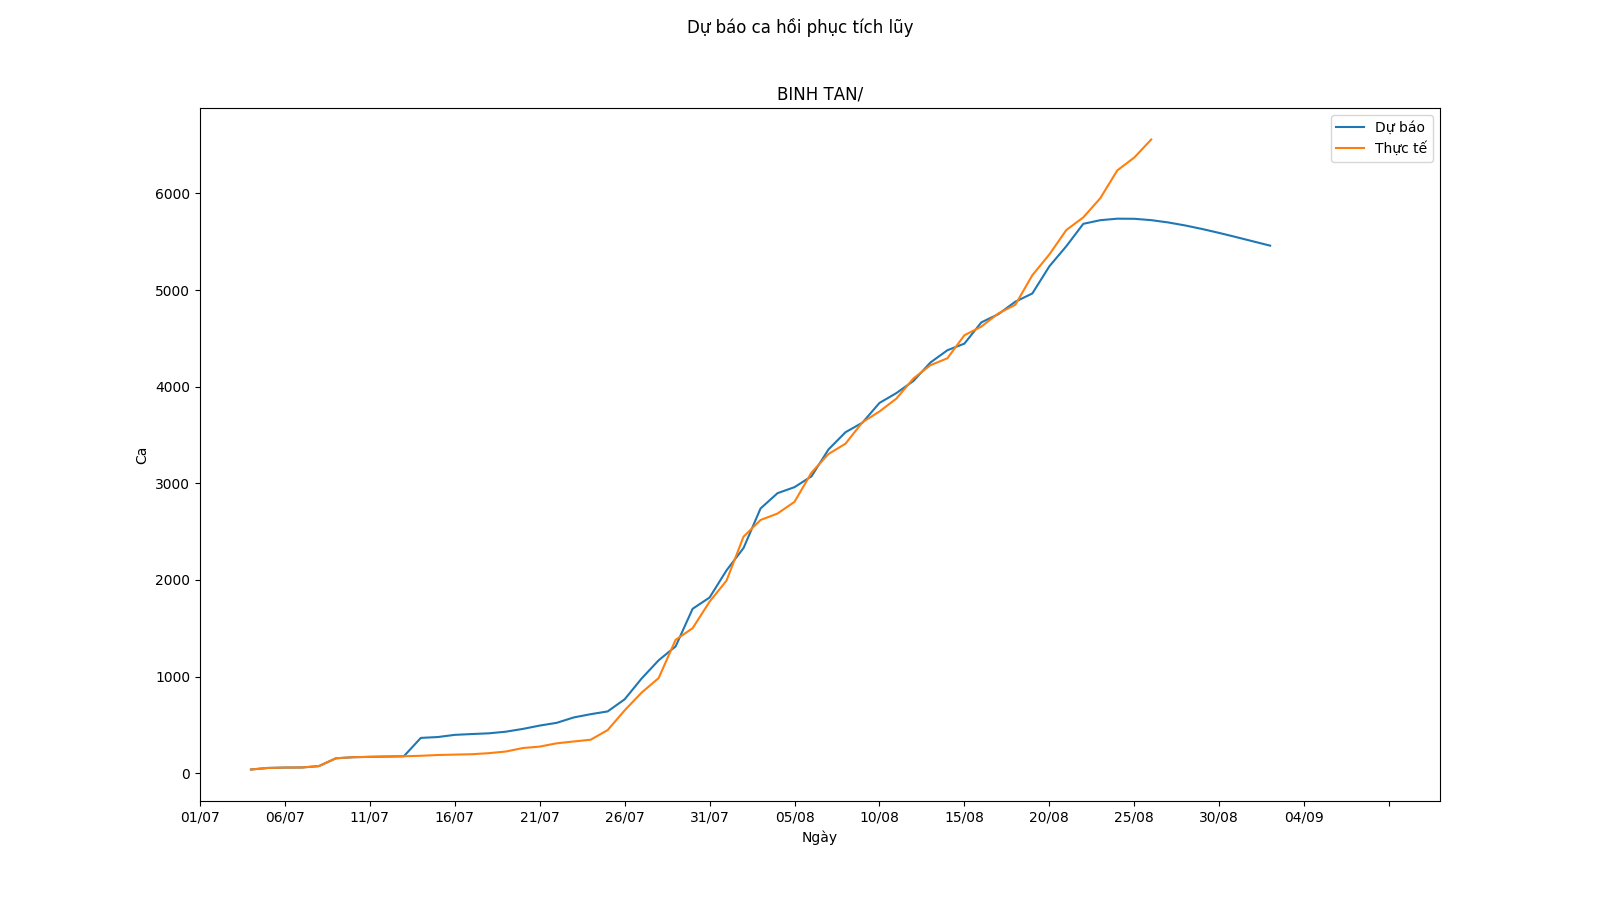 Dự báo ca hồi phục tích lũy
BINH TAN/
Dự báo
Thực tế
Ca
6000
5000
4000
3000
2000
1000
0
01/07 06/07 11/07 16/07 21/07 26/07 31/07 05/08 10/08 15/08 20/08 25/08 30/08 04/09
Ngày